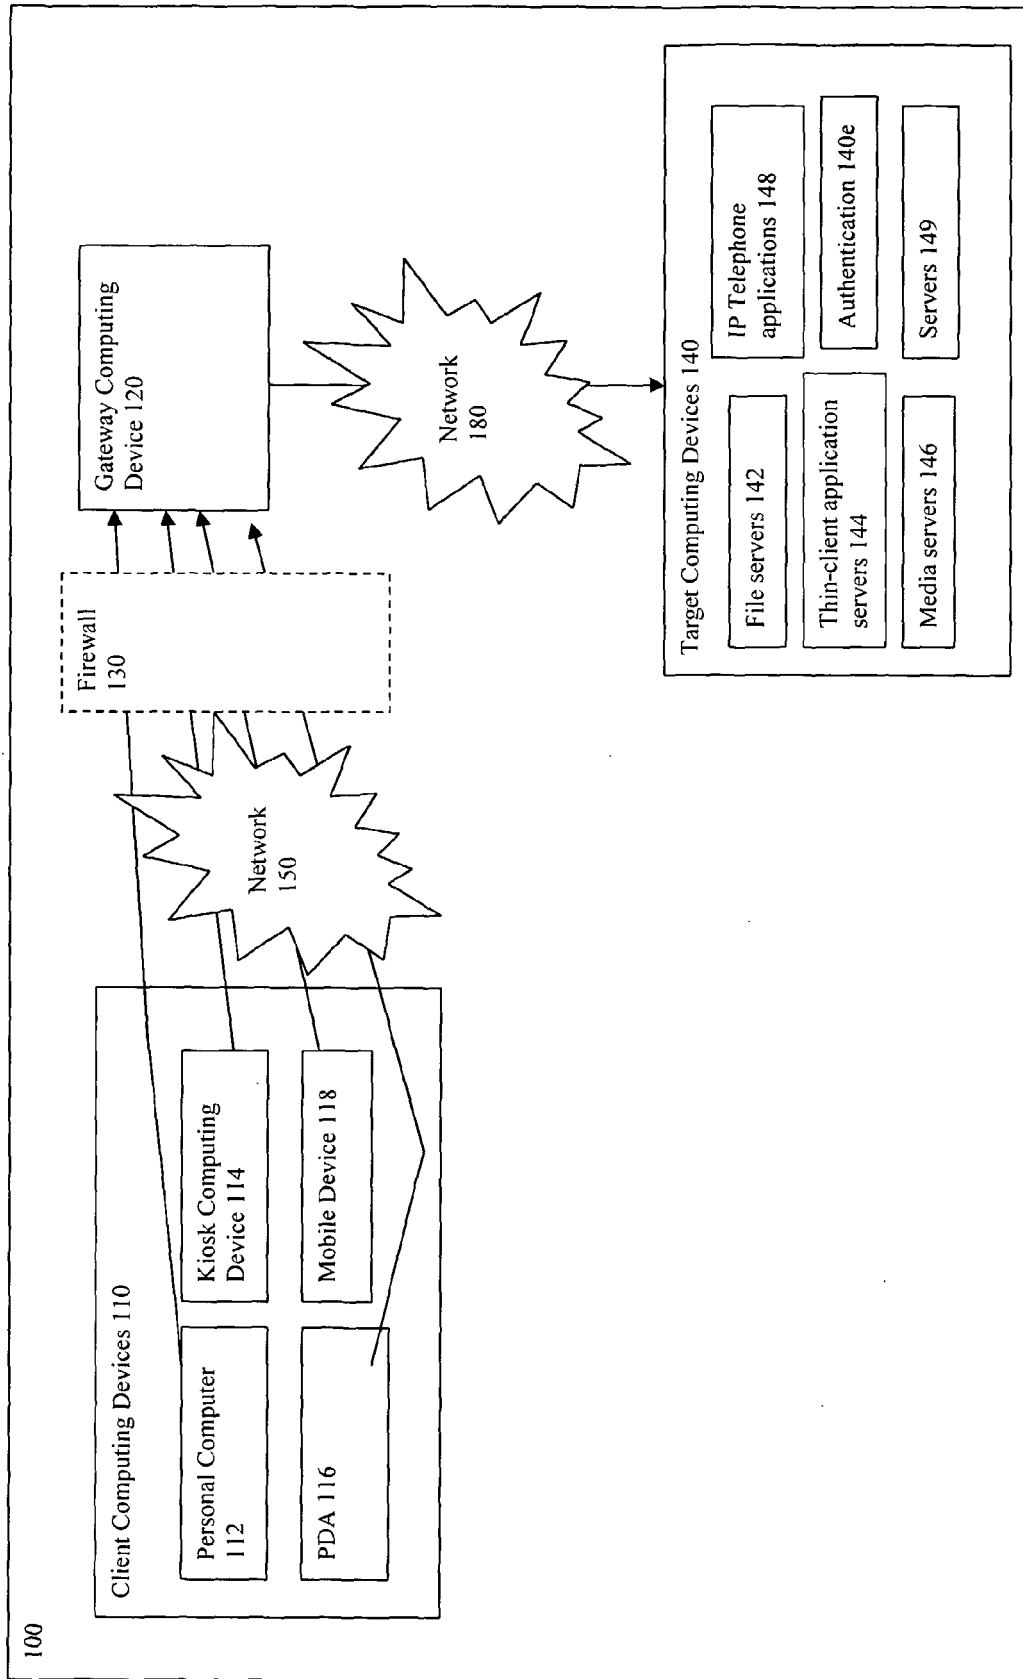 100
Client Computing Devices 110
Personal Computer
112
Kiosk Computing
Device 114
PDA 116
Mobile Device 118
Network
150
Firewall
130
Gateway Computing
Device 120
Network
180
Target Computing Devices 140
File servers 142
IP Telephone
applications 148
Thin-client application
servers 144
Authentication 140e
Media servers 146
Servers 149